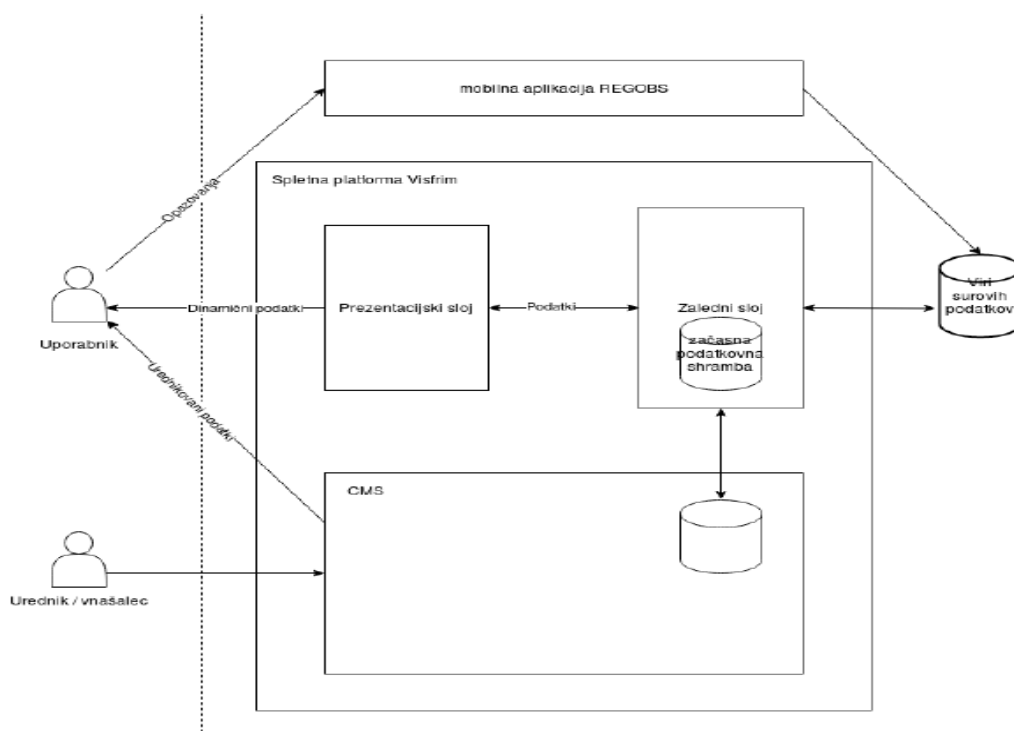 mobilna aplikacija REGOBS
Opazovanja
Spletna platforma Visfrim
Uporabnik
Dinamični podatki
Prezentacijski sloj
Podatki
Zaledni sloj
začasna
podatkovna
shramba
Viri
surovih
podatkov
Urednikovani podatki
CMS
Urednik / vnašalec